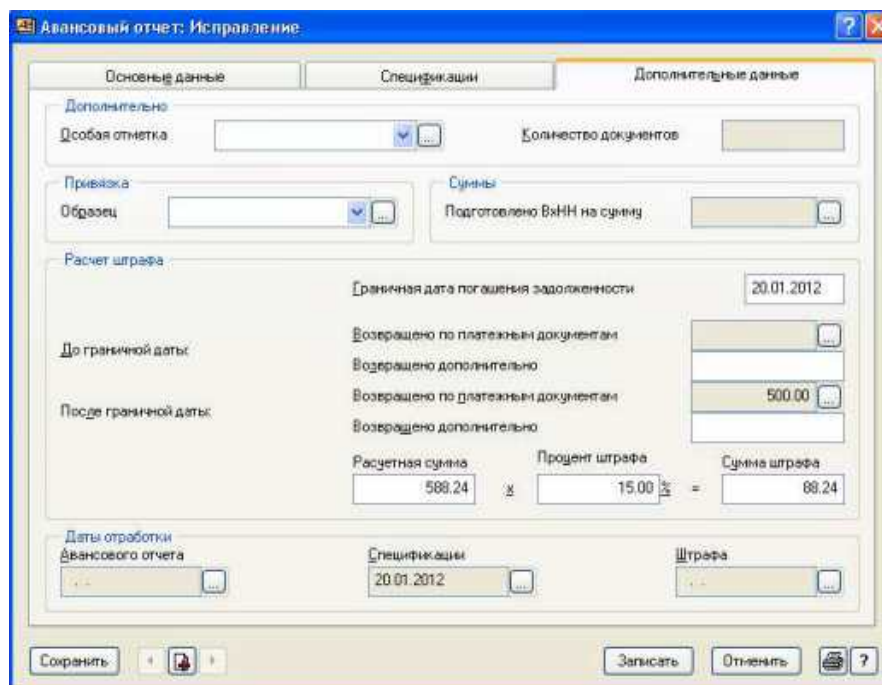 Авансовый отчет: Исправление
Основные данные
Спецификации
Дополнительные данные
Дополнительно
Особая отметка
...
Количество документов
Привязка
Образец
...
Суммы
Подготовлено ВхНН на сумму
...
Расчет штрафа
Граничная дата погашения задолженности
20.01.2012
До граничной даты:
Возвращено по платежным документам
...
Возвращено дополнительно
После граничной даты:
Возвращено по платежным документам
500.00
...
Возвращено дополнительно
Расчетная сумма
Процент штрафа
Сумма штрафа
588.24
x
15.00
%
=
88.24
Даты отработки
Авансового отчета
Спецификации
Штрафа
. .
...
20.01.2012
...
. .
...
Сохранить
Записать
Отменить
?